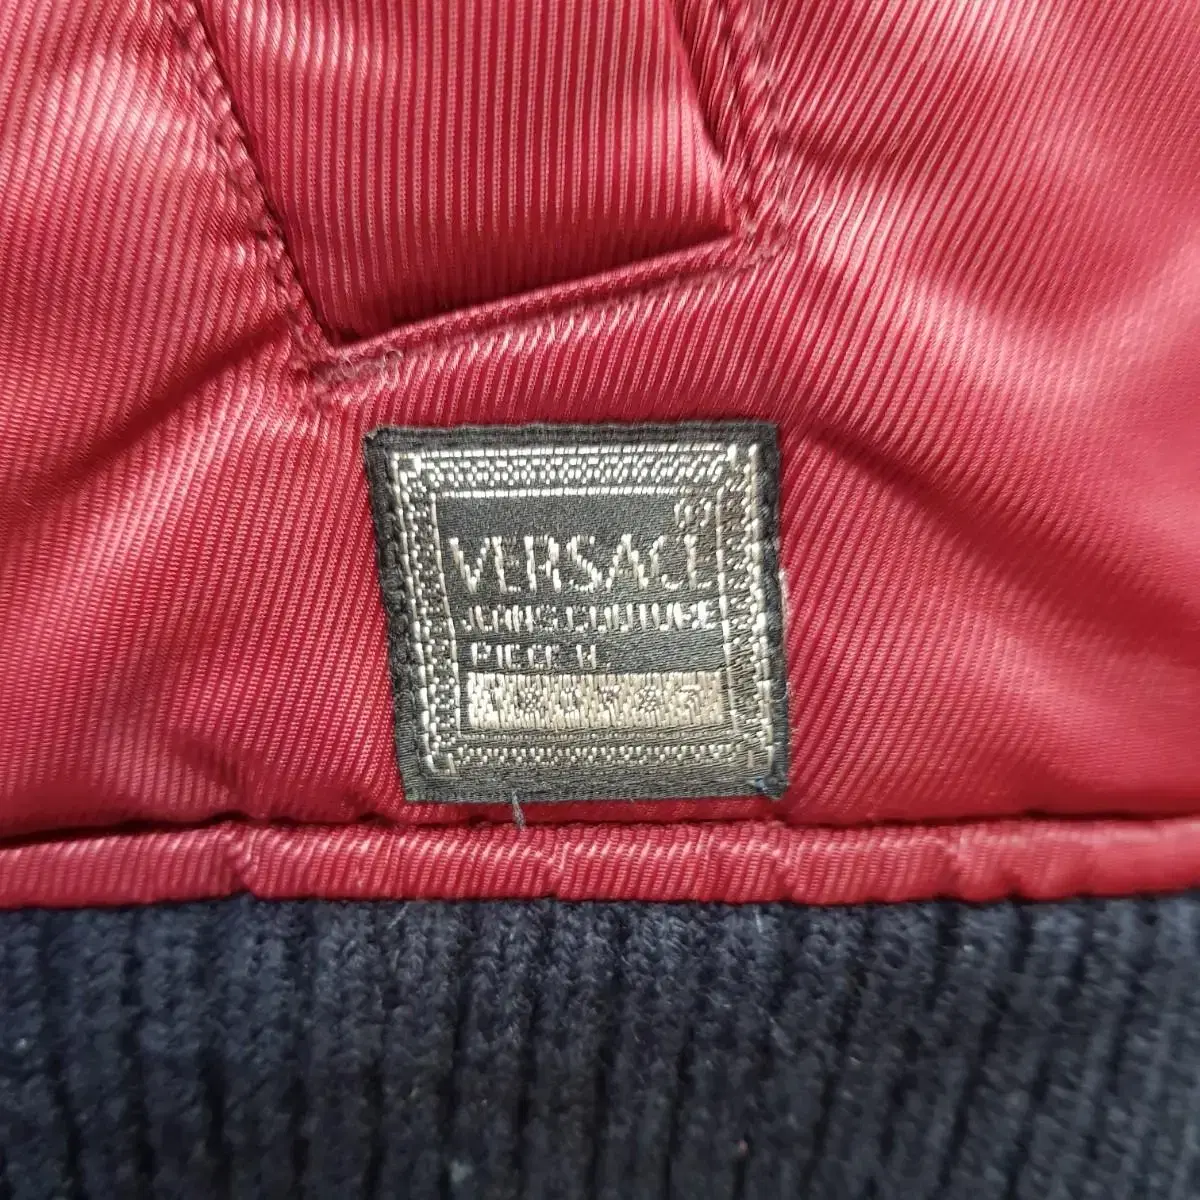 VERSACE
JEANS COUTURE
PIECE N.